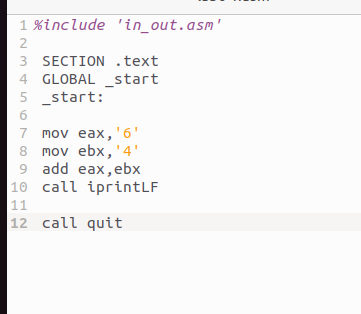 1 %include 'in_out.asm'
2
3 SECTION .text
4 GLOBAL _start
5 _start:
6
7 mov eax,'6'
8 mov ebx,'4'
9 add eax,ebx
10 call iprintLF
11
12 call quit